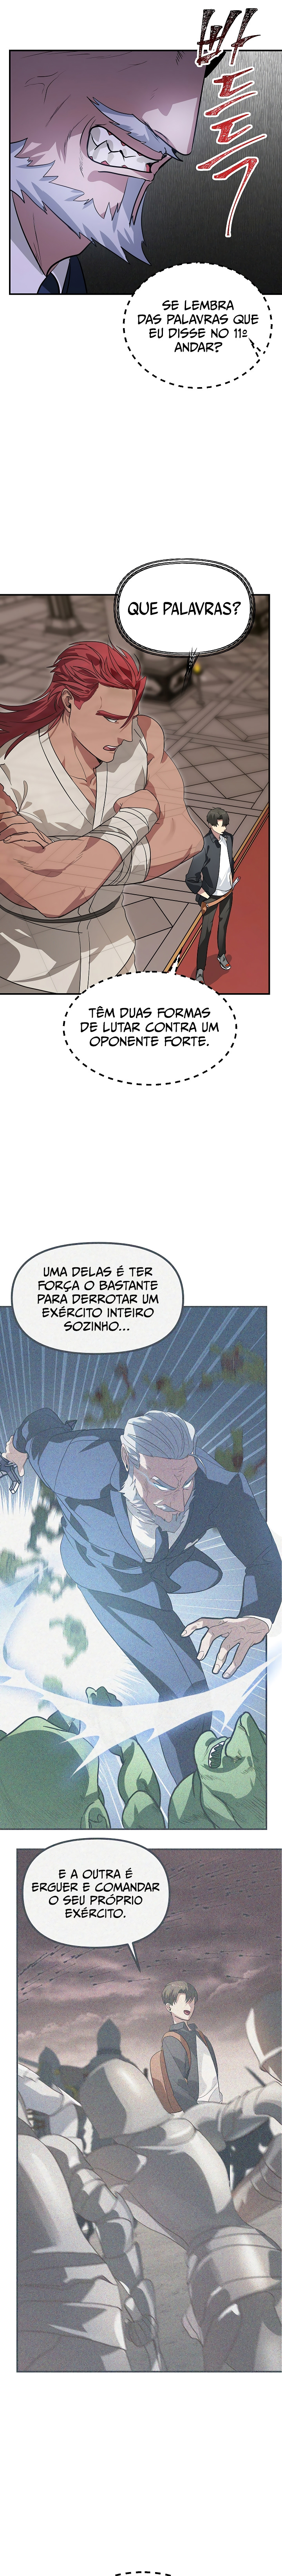 빠드득
SE LEMBRA
DAS PALAVRAS QUE
EU DISSE NO 11º
ANDAR?
QUE PALAVRAS?
TÊM DUAS FORMAS
DE LUTAR CONTRA UM
OPONENTE FORTE.
UMA DELAS É TER
FORÇA O BASTANTE
PARA DERROTAR UM
EXÉRCITO INTEIRO
SOZINHO...
E A OUTRA É
ERGUER E COMANDAR
O SEU PRÓPRIO
EXÉRCITO.